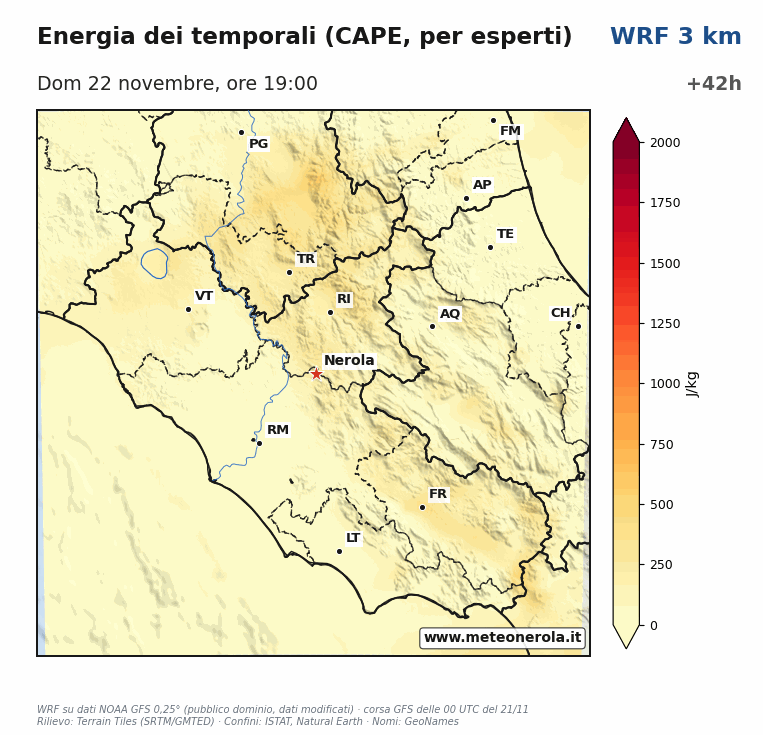 Energia dei temporali (CAPE, per esperti)
WRF 3 km
Dom 22 novembre, ore 19:00
+42h
FM
PG
AP
TE
TR
VT
RI
AQ
CH
Nerola
RM
FR
LT
www.meteonerola.it
2000
1750
1500
1250
1000
750
500
250
0
J/kg
WRF su dati NOAA GFS 0,25° (pubblico dominio, dati modificati) · corsa GFS delle 00 UTC del 21/11
Rilievo: Terrain Tiles (SRTM/GMTED) · Confini: ISTAT, Natural Earth · Nomi: GeoNames